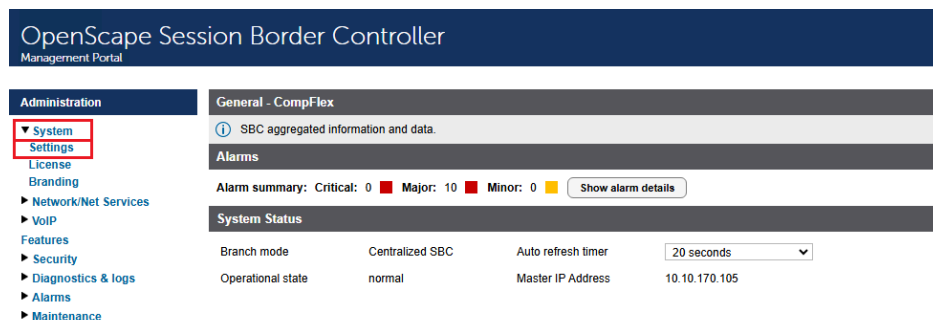 OpenScape Session Border Controller
Management Portal
Administration
System
Settings
License
Branding
Network/Net Services
VoIP
Features
Security
Diagnostics & logs
Alarms
Maintenance
General - CompFlex
SBC aggregated information and data.
Alarms
Alarm summary: Critical: 0 Major: 10 Minor: 0 Show alarm details
System Status
Branch mode Centralized SBC Auto refresh timer 20 seconds
Operational state normal Master IP Address 10.10.170.105